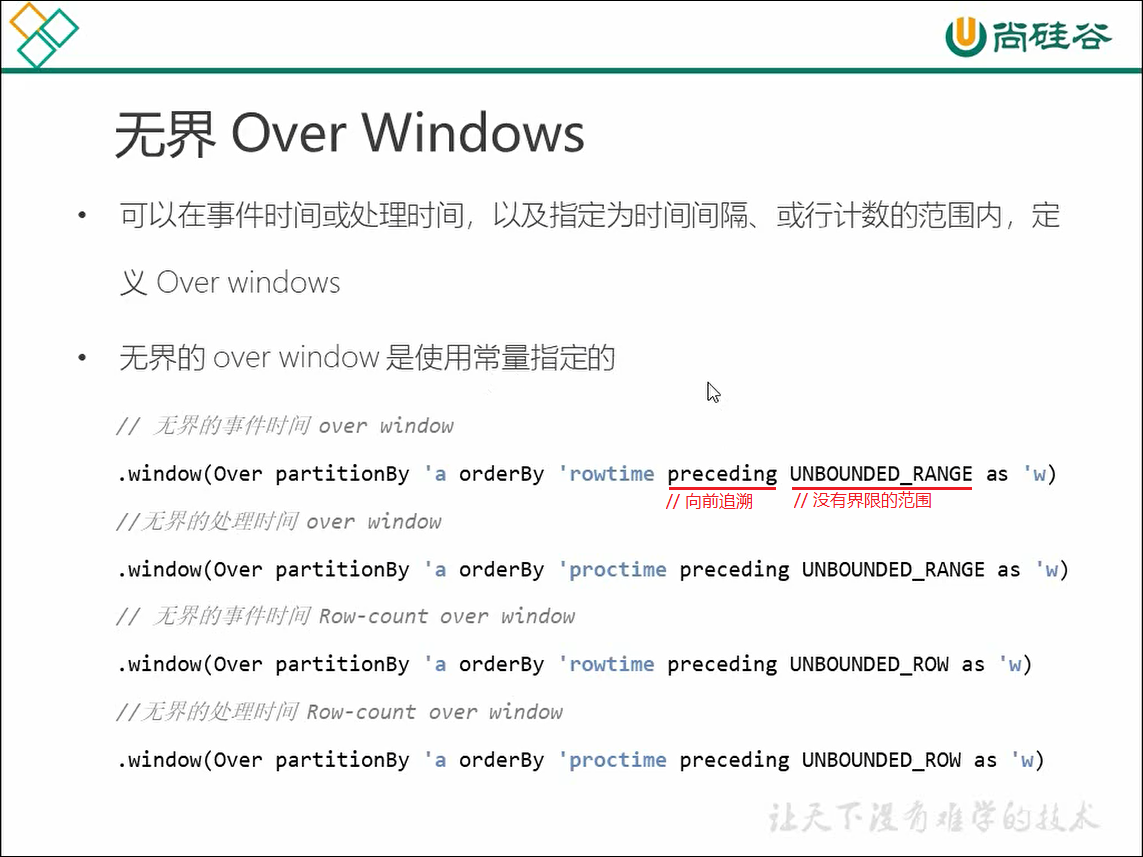 尚硅谷
无界 Over Windows
• 可以在事件时间或处理时间，以及指定为时间间隔、或行计数的范围内，定
义 Over windows
• 无界的 over window 是使用常量指定的
// 无界的事件时间 over window
.window(Over partitionBy 'a orderBy 'rowtime preceding UNBOUNDED_RANGE as 'w)
// 向前追溯 // 没有界限的范围
//无界的处理时间 over window
.window(Over partitionBy 'a orderBy 'proctime preceding UNBOUNDED_RANGE as 'w)
// 无界的事件时间 Row-count over window
.window(Over partitionBy 'a orderBy 'rowtime preceding UNBOUNDED_ROW as 'w)
//无界的处理时间 Row-count over window
.window(Over partitionBy 'a orderBy 'proctime preceding UNBOUNDED_ROW as 'w)
让天下没有难学的技术